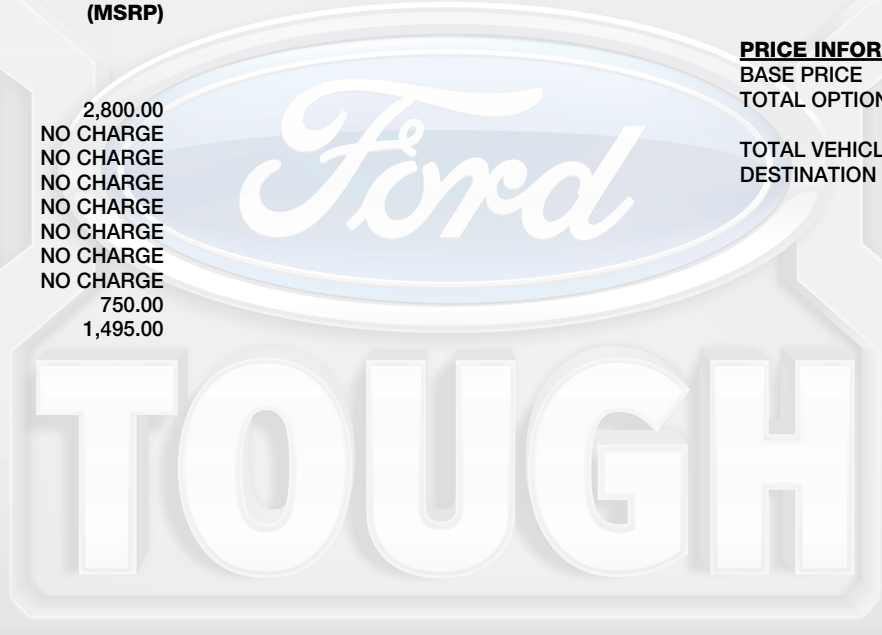 (MSRP)
2,800.00
NO CHARGE
NO CHARGE
NO CHARGE
NO CHARGE
NO CHARGE
NO CHARGE
NO CHARGE
750.00
1,495.00
PRICE INFOR
BASE PRICE
TOTAL OPTION
TOTAL VEHICL
DESTINATION
Ford
TOUGH